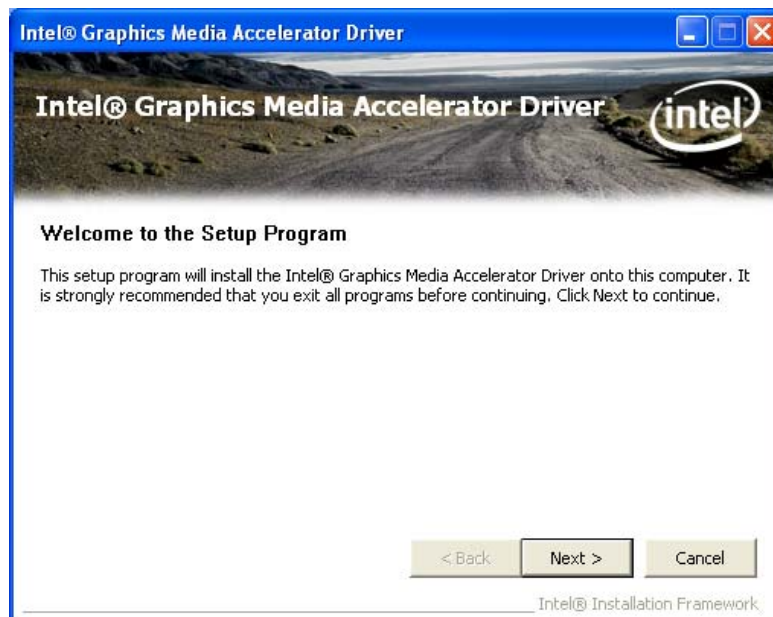 Intel® Graphics Media Accelerator Driver
Intel® Graphics Media Accelerator Driver
intel
Welcome to the Setup Program
This setup program will install the Intel® Graphics Media Accelerator Driver onto this computer. It
is strongly recommended that you exit all programs before continuing. Click Next to continue.
< Back Next > Cancel
Intel® Installation Framework